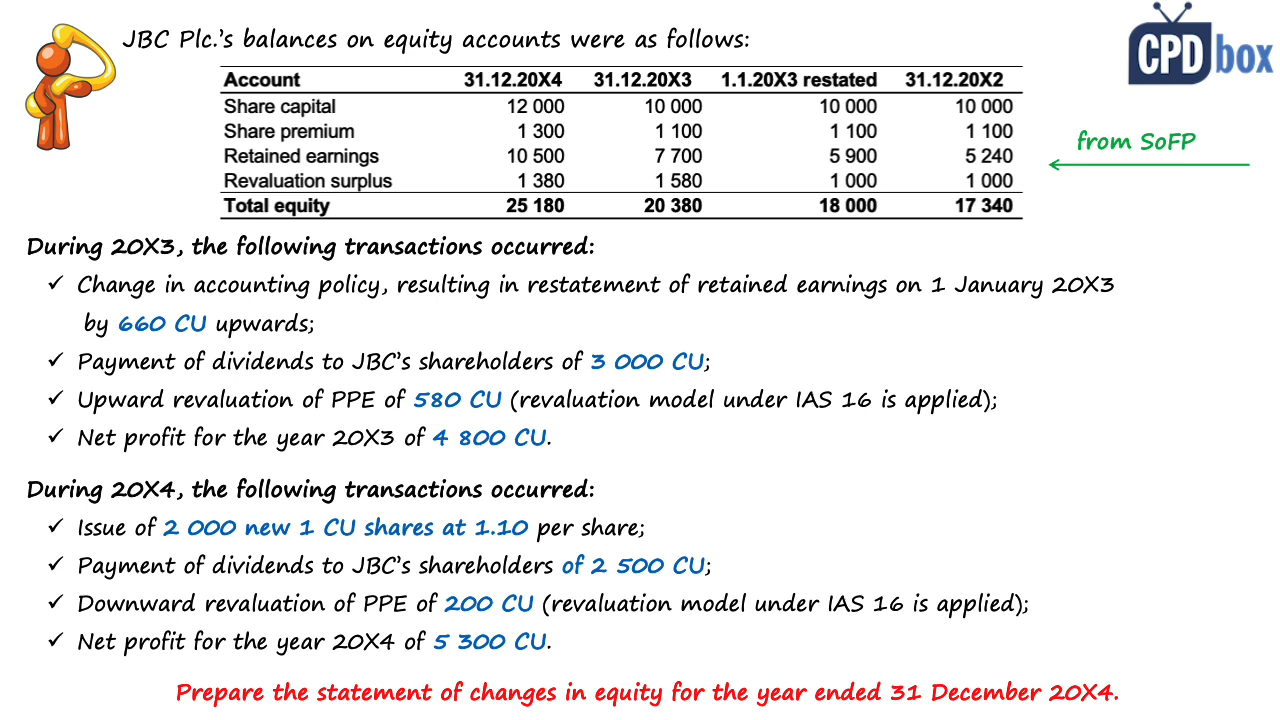 JBC Plc.'s balances on equity accounts were as follows:
CPD box
Account 31.12.20X4 31.12.20X3 1.1.20X3 restated 31.12.20X2
Share capital 12 000 10 000 10 000 10 000
Share premium 1 300 1 100 1 100 1 100
Retained earnings 10 500 7 700 5 900 5 240
Revaluation surplus 1 380 1 580 1 000 1 000
Total equity 25 180 20 380 18 000 17 340
from SoFP
During 20X3, the following transactions occurred:
✓ Change in accounting policy, resulting in restatement of retained earnings on 1 January 20X3
by 660 CU upwards;
✓ Payment of dividends to JBC's shareholders of 3 000 CU;
✓ Upward revaluation of PPE of 580 CU (revaluation model under IAS 16 is applied);
✓ Net profit for the year 20X3 of 4 800 CU.
During 20X4, the following transactions occurred:
✓ Issue of 2 000 new 1 CU shares at 1.10 per share;
✓ Payment of dividends to JBC's shareholders of 2 500 CU;
✓ Downward revaluation of PPE of 200 CU (revaluation model under IAS 16 is applied);
✓ Net profit for the year 20X4 of 5 300 CU.
Prepare the statement of changes in equity for the year ended 31 December 20X4.